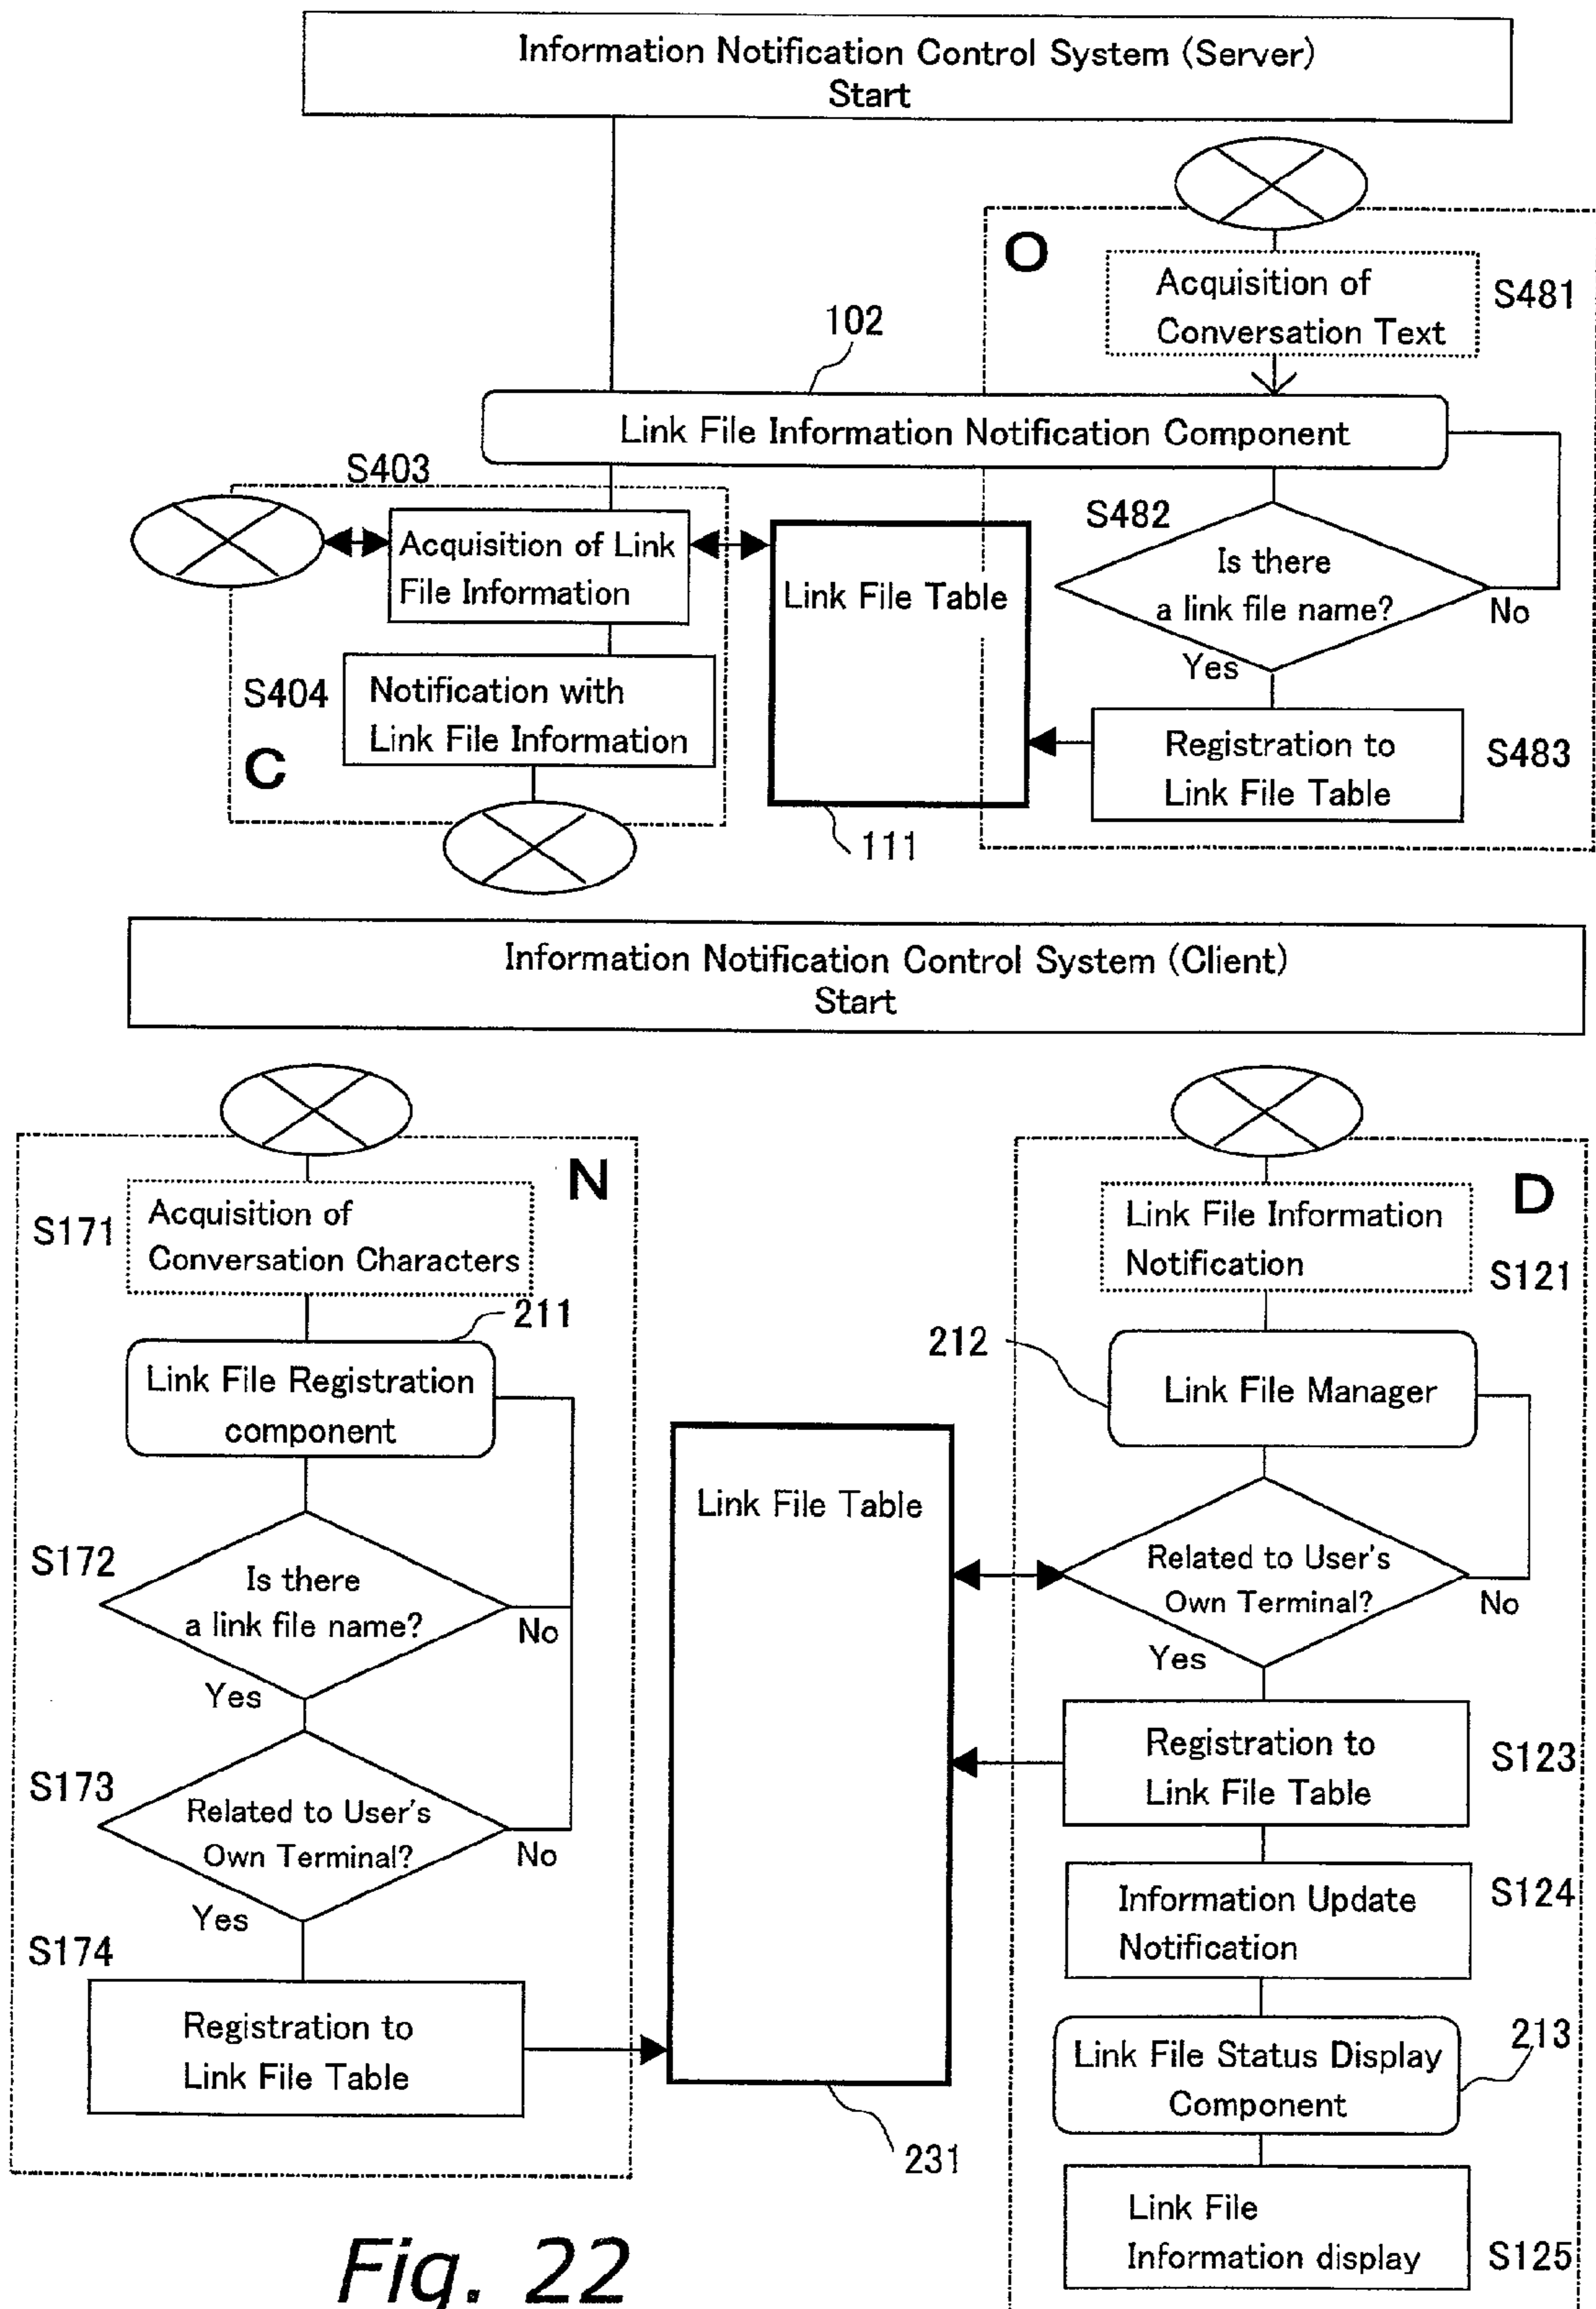 Information Notification Control System (Server)
Start
O
Acquisition of
Conversation Text
S481
102
Link File Information Notification Component
S403
Acquisition of Link
File Information
S404
Notification with
Link File Information
C
Link File Table
111
S482
Is there
a link file name?
No
Yes
Registration to
Link File Table
S483
Information Notification Control System (Client)
Start
N
S171
Acquisition of
Conversation Characters
211
Link File Registration
component
S172
Is there
a link file name?
No
Yes
S173
Related to User's
Own Terminal?
No
Yes
S174
Registration to
Link File Table
Link File Table
231
D
Link File Information
Notification
S121
212
Link File Manager
Related to User's
Own Terminal?
No
Yes
Registration to
Link File Table
S123
Information Update
Notification
S124
Link File Status Display
Component
213
Link File
Information display
S125
Fig. 22